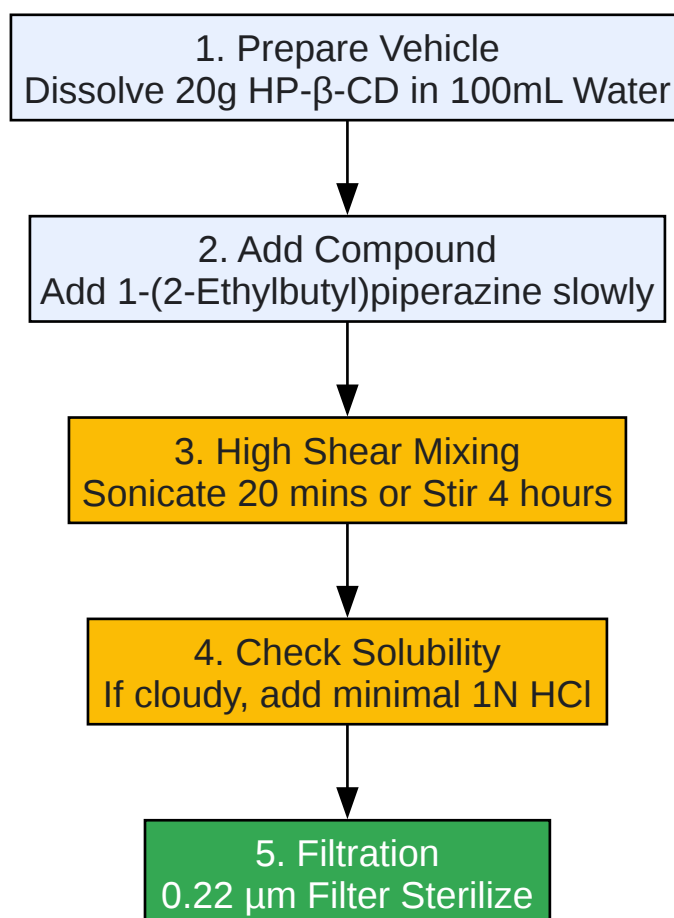 1. Prepare Vehicle
Dissolve 20g HP-β-CD in 100mL Water
2. Add Compound
Add 1-(2-Ethylbutyl)piperazine slowly
3. High Shear Mixing
Sonicate 20 mins or Stir 4 hours
4. Check Solubility
If cloudy, add minimal 1N HCl
5. Filtration
0.22 µm Filter Sterilize